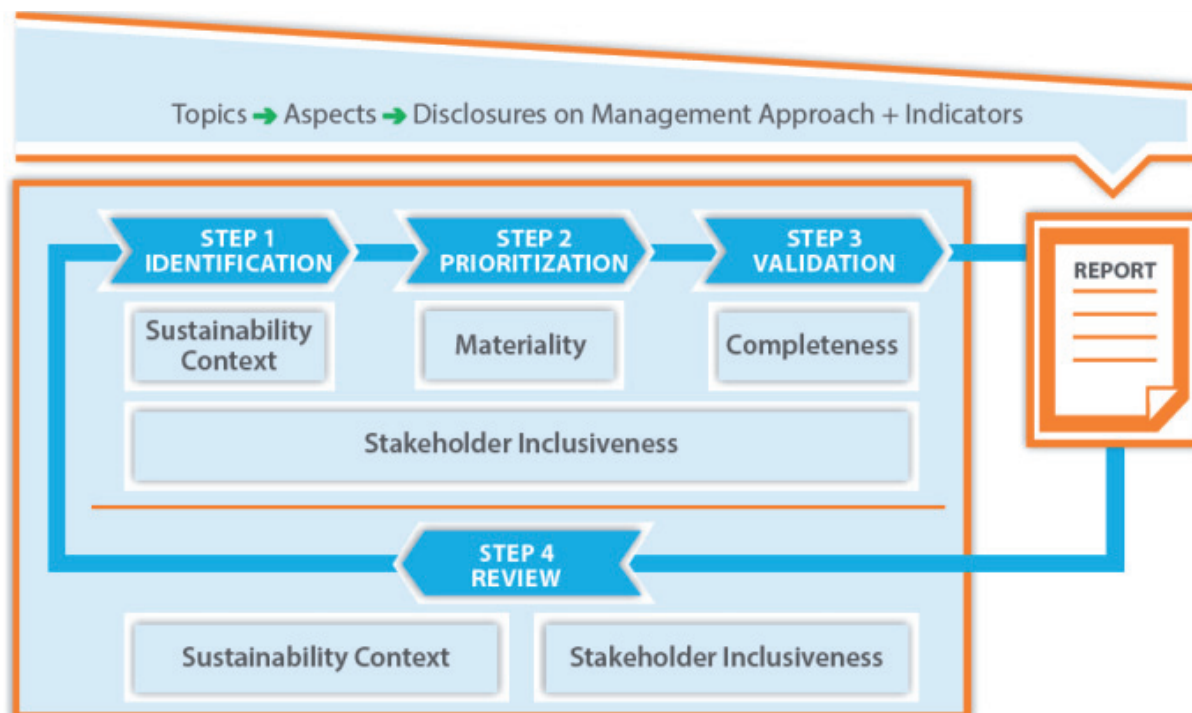 Topics ➔ Aspects ➔ Disclosures on Management Approach + Indicators
STEP 1
IDENTIFICATION
STEP 2
PRIORITIZATION
STEP 3
VALIDATION
REPORT
Sustainability
Context
Materiality
Completeness
Stakeholder Inclusiveness
STEP 4
REVIEW
Sustainability Context
Stakeholder Inclusiveness